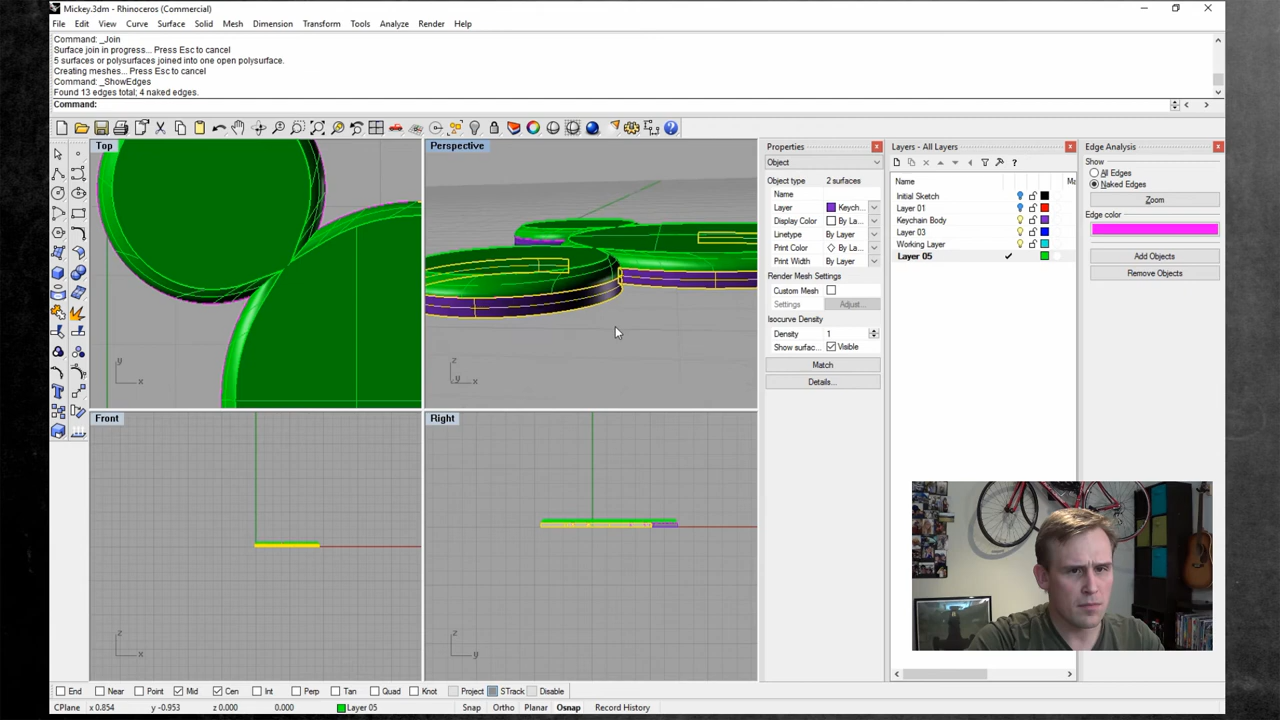 Mickey.3dm - Rhinoceros (Commercial)
File Edit View Curve Surface Solid Mesh Dimension Transform Tools Analyze Render Help
Command: _Join
Surface join in progress... Press Esc to cancel
5 surfaces or polysurfaces joined into one open polysurface.
Creating meshes... Press Esc to cancel
Command: _ShowEdges
Found 13 edges total; 4 naked edges.
Command:
Top
Perspective
Properties
Layers - All Layers
Edge Analysis
Object
Show
All Edges
Naked Edges
Object type 2 surfaces
Name
Layer Keych...
Display Color By La...
Linetype By Layer
Print Color By La...
Print Width By Layer
Render Mesh Settings
Custom Mesh
Settings Adjust...
Isocurve Density
Density 1
Show surfac... Visible
Match
Details...
Name Ma
Initial Sketch
Layer 01
Keychain Body
Layer 03
Working Layer
Layer 05
Zoom
Edge color
Add Objects
Remove Objects
y
x
z
y x
Front
Right
z
x
z
y
End Near Point Mid Cen Int Perp Tan Quad Knot Project STrack Disable
CPlane x 0.854 y -0.953 z 0.000 0.000 Layer 05 Snap Ortho Planar Osnap Record History